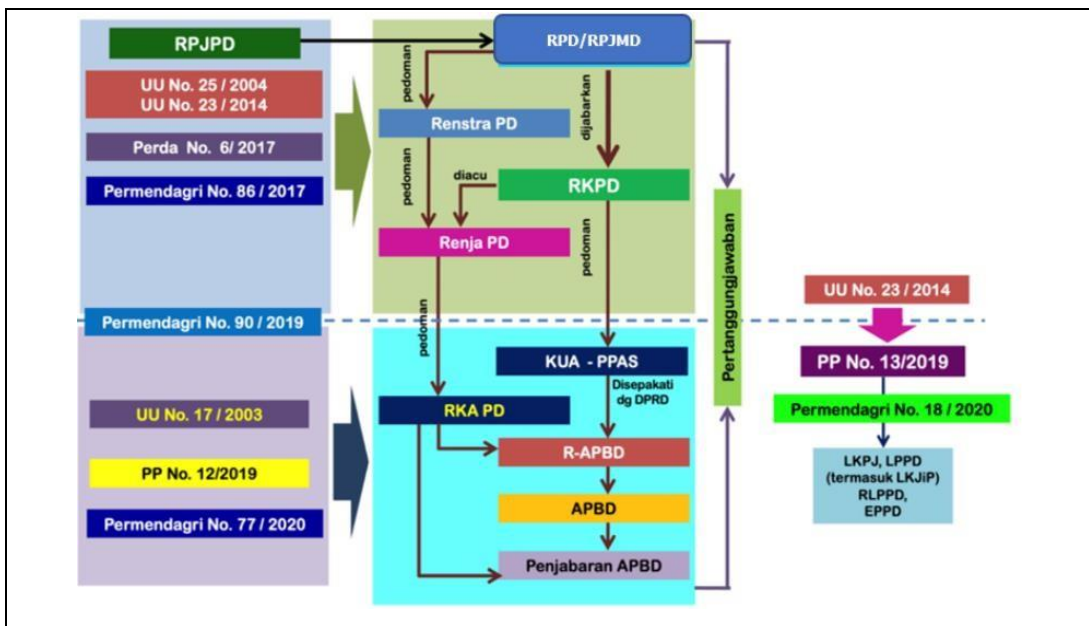 RPJPD
UU No. 25 / 2004
UU No. 23 / 2014
Perda No. 6/ 2017
Permendagri No. 86 / 2017
Permendagri No. 90 / 2019
UU No. 17 / 2003
PP No. 12/2019
Permendagri No. 77 / 2020
RPD/RPJMD
pedoman
dijabarkan
Renstra PD
pedoman
diacu
RKPD
Renja PD
pedoman
pedoman
KUA - PPAS
Disepakati
dg DPRD
RKA PD
R-APBD
APBD
Penjabaran APBD
Pertanggungjawaban
UU No. 23 / 2014
PP No. 13/2019
Permendagri No. 18 / 2020
LKPJ, LPPD
(termasuk LKJiP)
RLPPD,
EPPD